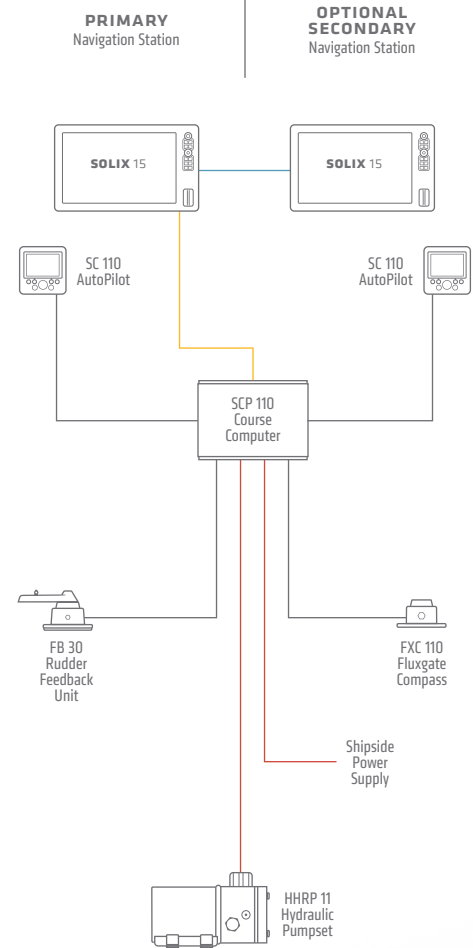 PRIMARY
Navigation Station
OPTIONAL
SECONDARY
Navigation Station
SOLIX 15
SOLIX 15
SC 110
AutoPilot
SC 110
AutoPilot
SCP 110
Course
Computer
FB 30
Rudder
Feedback
Unit
FXC 110
Fluxgate
Compass
Shipside
Power
Supply
HHRP 11
Hydraulic
Pumpset